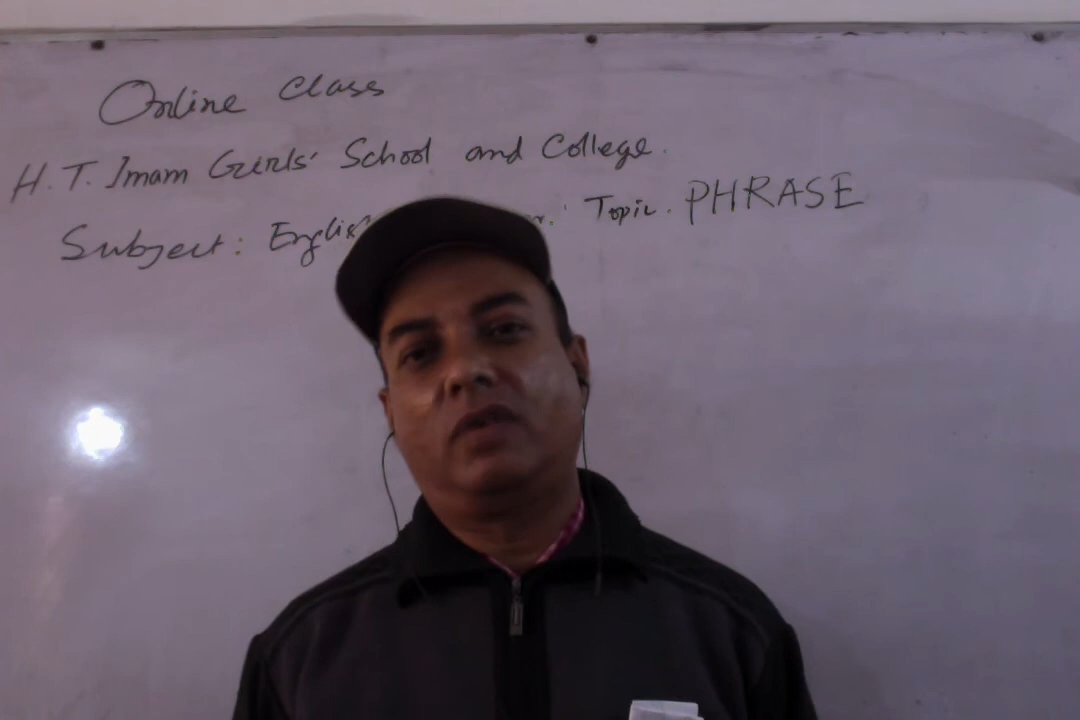 Online Class
H. T. Imam Girls' School and College.
Subject: English Topic. PHRASE